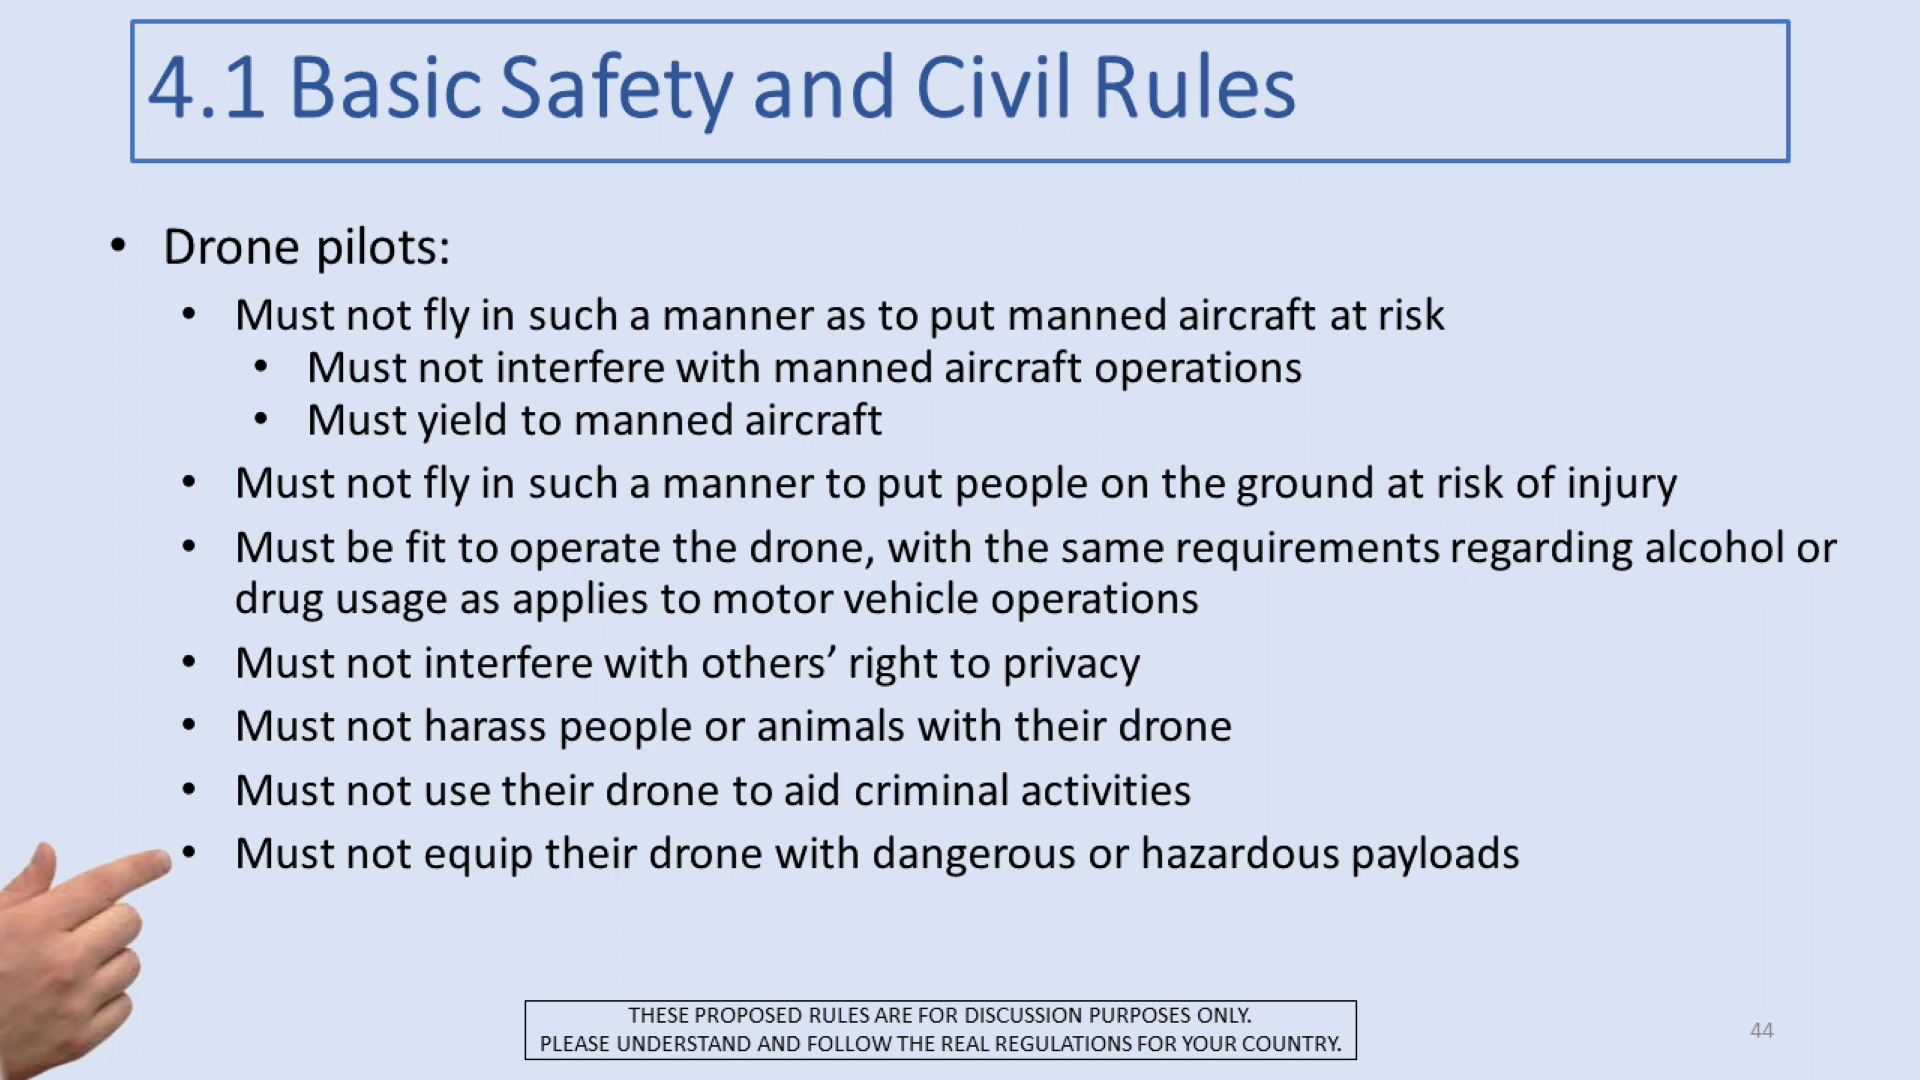 4.1 Basic Safety and Civil Rules
• Drone pilots:
• Must not fly in such a manner as to put manned aircraft at risk
• Must not interfere with manned aircraft operations
• Must yield to manned aircraft
• Must not fly in such a manner to put people on the ground at risk of injury
• Must be fit to operate the drone, with the same requirements regarding alcohol or
drug usage as applies to motor vehicle operations
• Must not interfere with others’ right to privacy
• Must not harass people or animals with their drone
• Must not use their drone to aid criminal activities
• Must not equip their drone with dangerous or hazardous payloads
THESE PROPOSED RULES ARE FOR DISCUSSION PURPOSES ONLY.
PLEASE UNDERSTAND AND FOLLOW THE REAL REGULATIONS FOR YOUR COUNTRY.
44